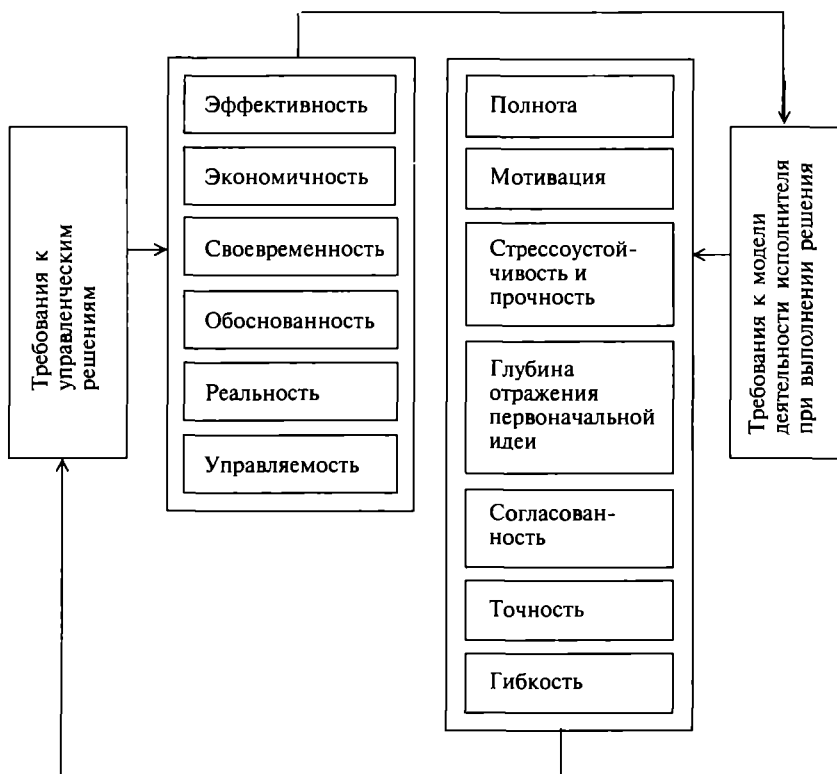 Требования к
управленческим
решениям
Эффективность
Экономичность
Своевременность
Обоснованность
Реальность
Управляемость
Полнота
Мотивация
Стрессоустой-
чивость и
прочность
Глубина
отражения
первоначальной
идеи
Согласован-
ность
Точность
Гибкость
Требования к модели
деятельности исполнителя
при выполнении решения